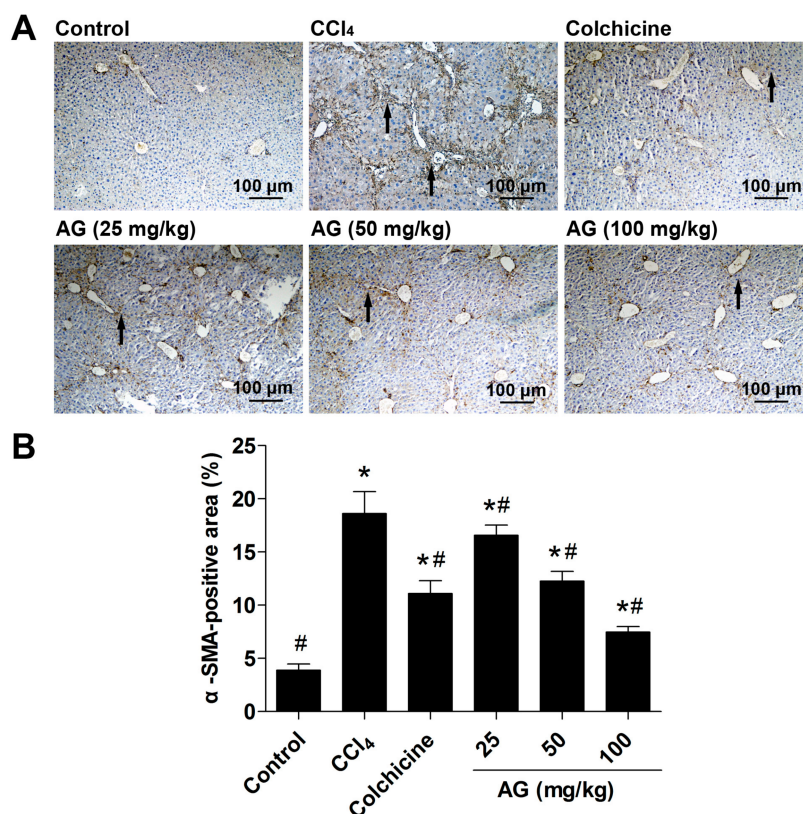 A
Control
CCl₄
Colchicine
100 μm
100 μm
100 μm
AG (25 mg/kg)
AG (50 mg/kg)
AG (100 mg/kg)
100 μm
100 μm
100 μm
B
α -SMA-positive area (%)
25
20
15
10
5
0
#
*
*#
*#
*#
*#
Control
CCl₄
Colchicine
25
50
100
AG (mg/kg)